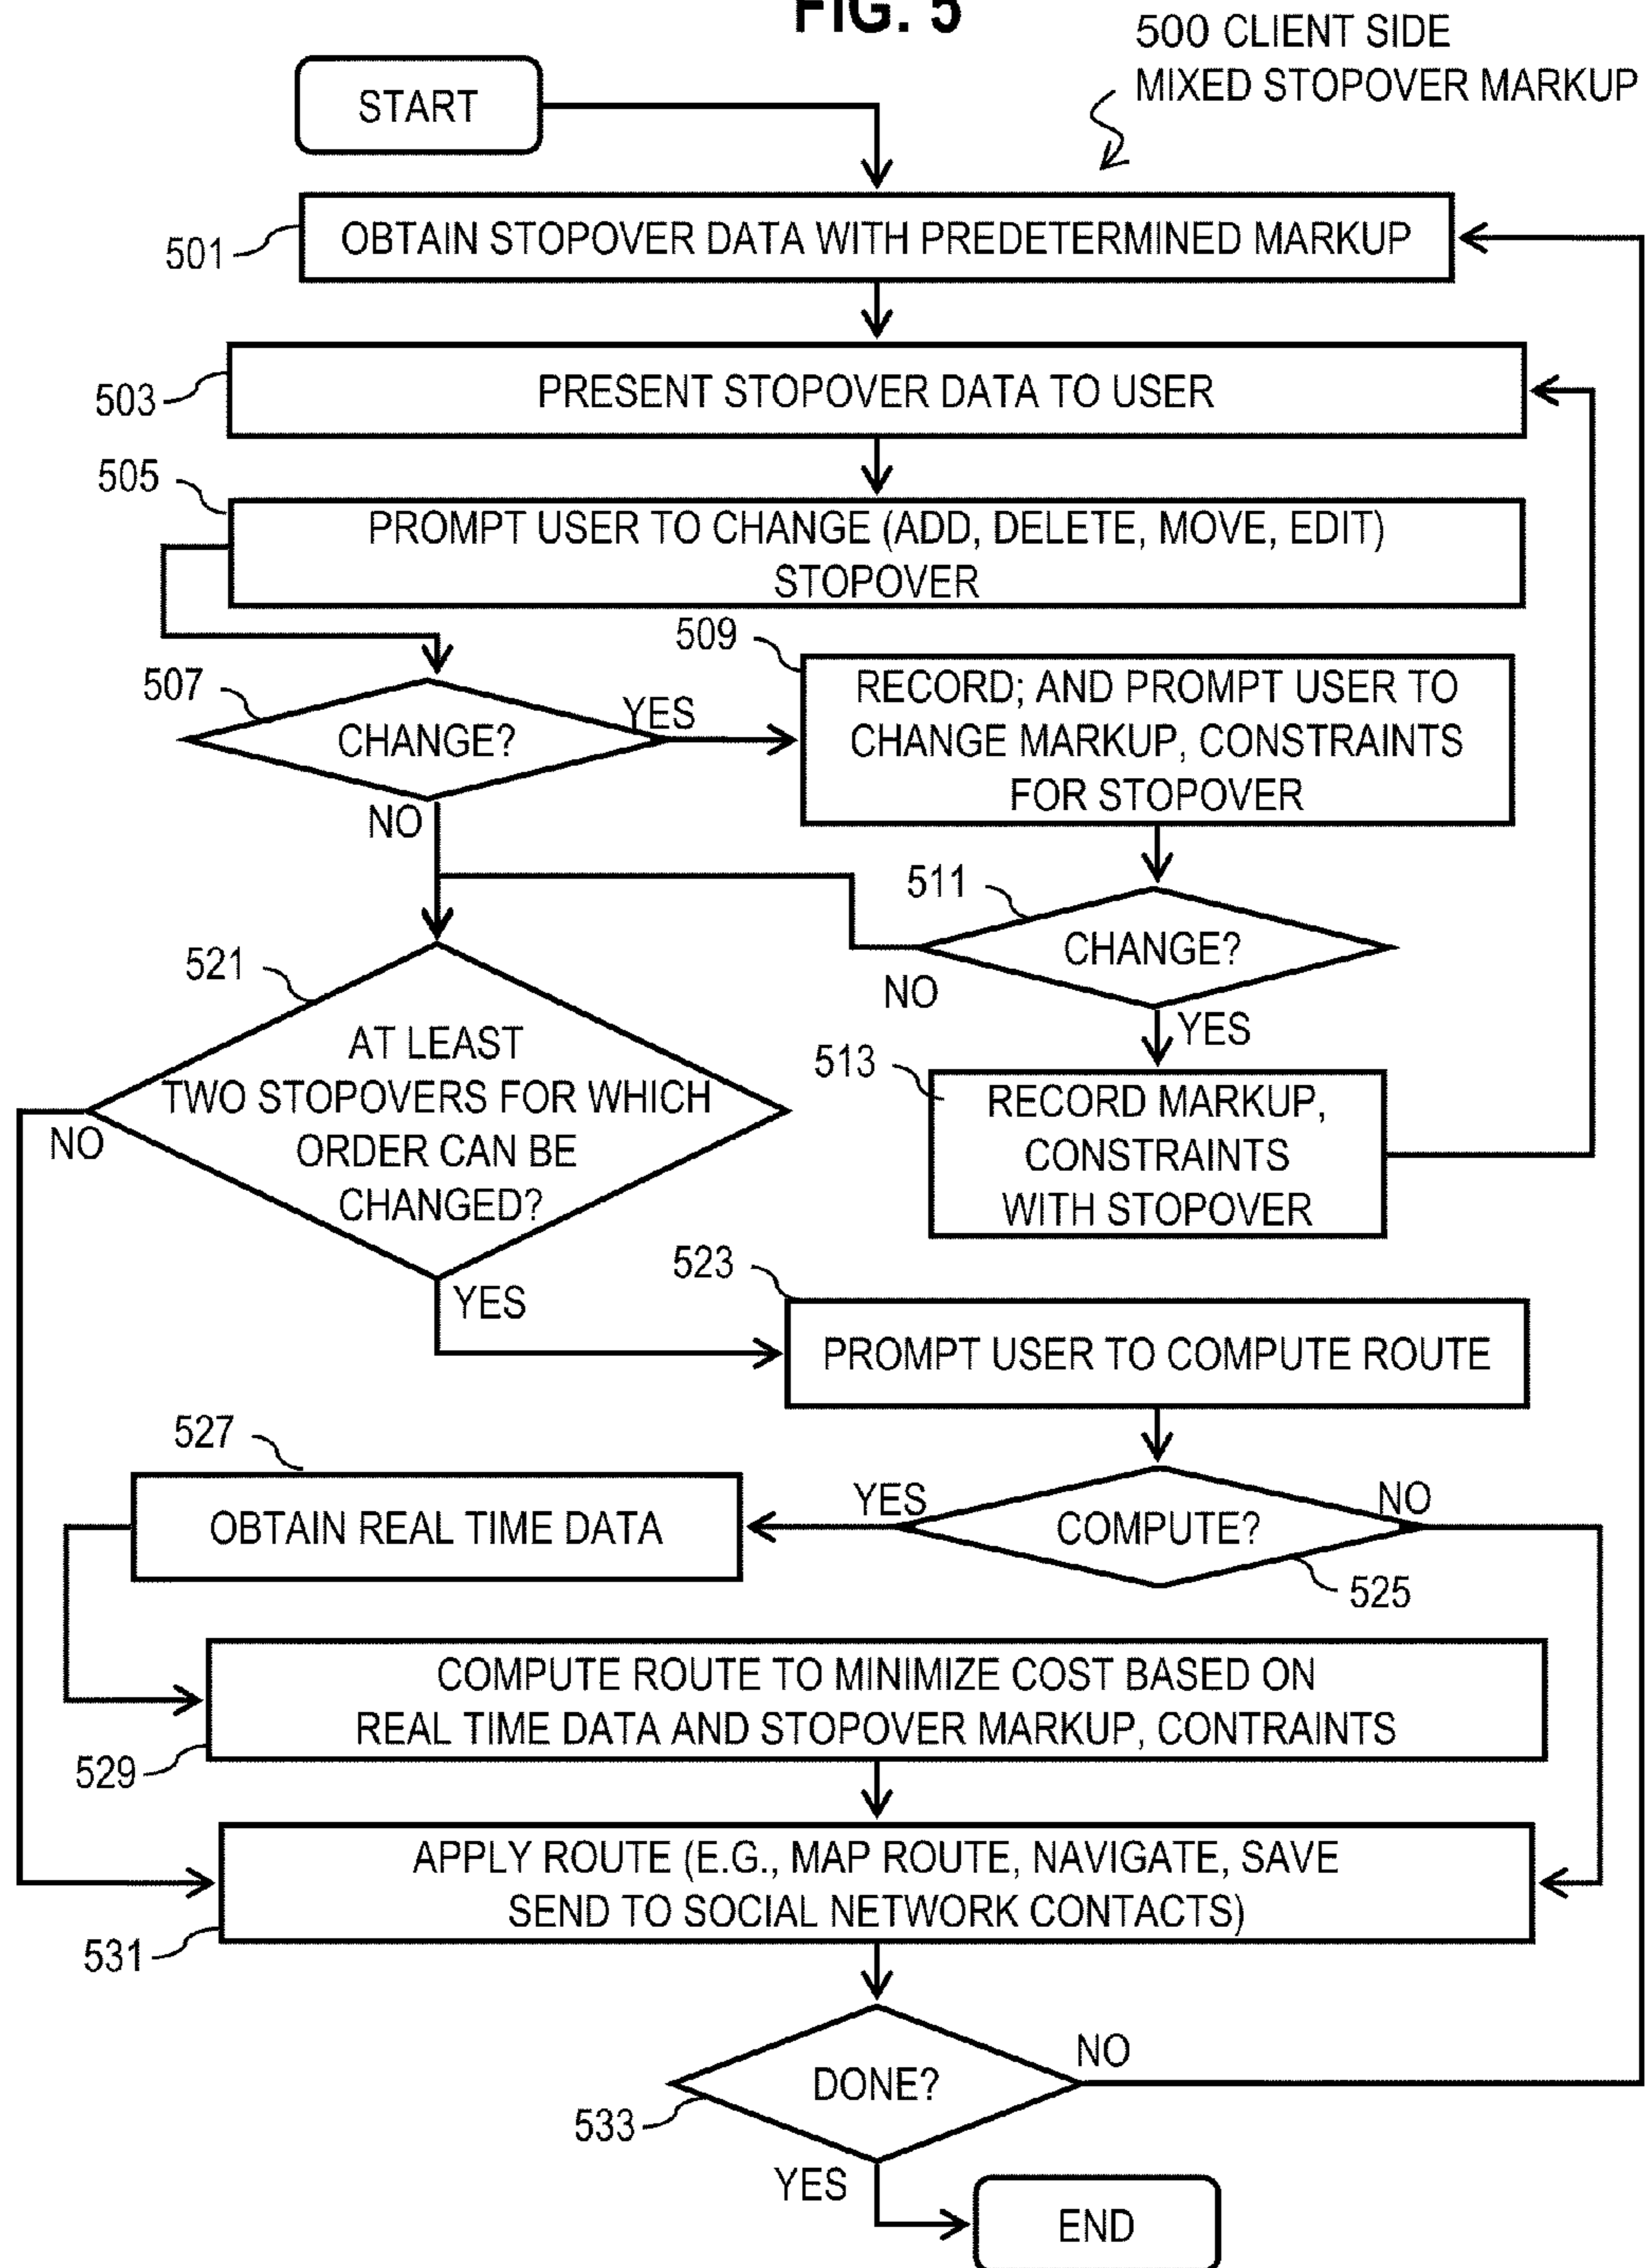 FIG. 5
500 CLIENT SIDE
MIXED STOPOVER MARKUP
START
501
OBTAIN STOPOVER DATA WITH PREDETERMINED MARKUP
503
PRESENT STOPOVER DATA TO USER
505
PROMPT USER TO CHANGE (ADD, DELETE, MOVE, EDIT)
STOPOVER
507
CHANGE?
YES
NO
509
RECORD; AND PROMPT USER TO
CHANGE MARKUP, CONSTRAINTS
FOR STOPOVER
511
CHANGE?
NO
YES
513
RECORD MARKUP,
CONSTRAINTS
WITH STOPOVER
521
AT LEAST
TWO STOPOVERS FOR WHICH
ORDER CAN BE
CHANGED?
NO
YES
523
PROMPT USER TO COMPUTE ROUTE
COMPUTE?
YES
NO
525
527
OBTAIN REAL TIME DATA
COMPUTE ROUTE TO MINIMIZE COST BASED ON
REAL TIME DATA AND STOPOVER MARKUP, CONTRAINTS
529
APPLY ROUTE (E.G., MAP ROUTE, NAVIGATE, SAVE
SEND TO SOCIAL NETWORK CONTACTS)
531
DONE?
NO
533
YES
END